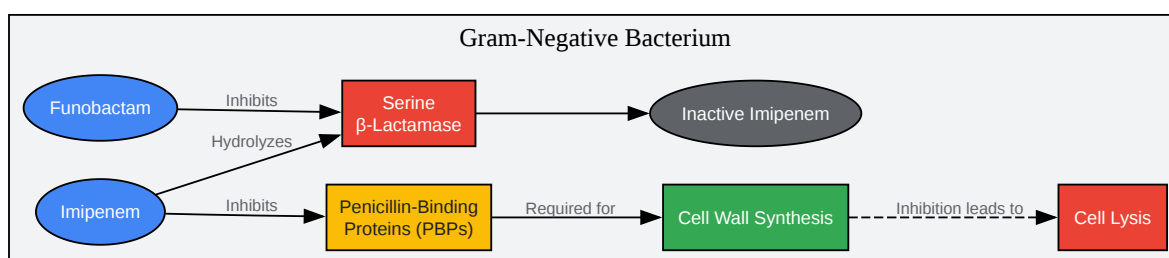 Gram-Negative Bacterium
Funobactam
Inhibits
Serine
β-Lactamase
Inactive Imipenem
Hydrolyzes
Imipenem
Inhibits
Penicillin-Binding
Proteins (PBPs)
Required for
Cell Wall Synthesis
Inhibition leads to
Cell Lysis